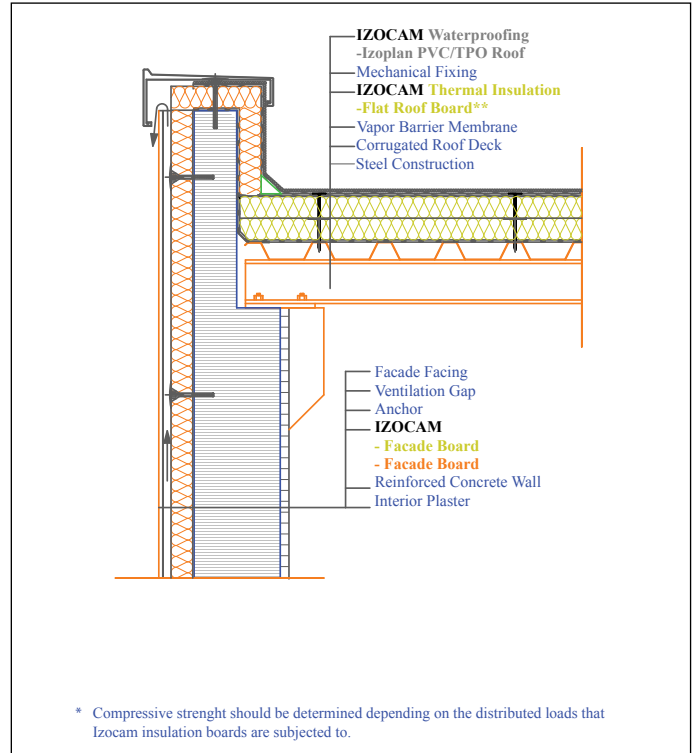 IZOCAM Waterproofing
-Izoplan PVC/TPO Roof
Mechanical Fixing
IZOCAM Thermal Insulation
-Flat Roof Board**
Vapor Barrier Membrane
Corrugated Roof Deck
Steel Construction
Facade Facing
Ventilation Gap
Anchor
IZOCAM
- Facade Board
- Facade Board
Reinforced Concrete Wall
Interior Plaster
* Compressive strenght should be determined depending on the distributed loads that
Izocam insulation boards are subjected to.